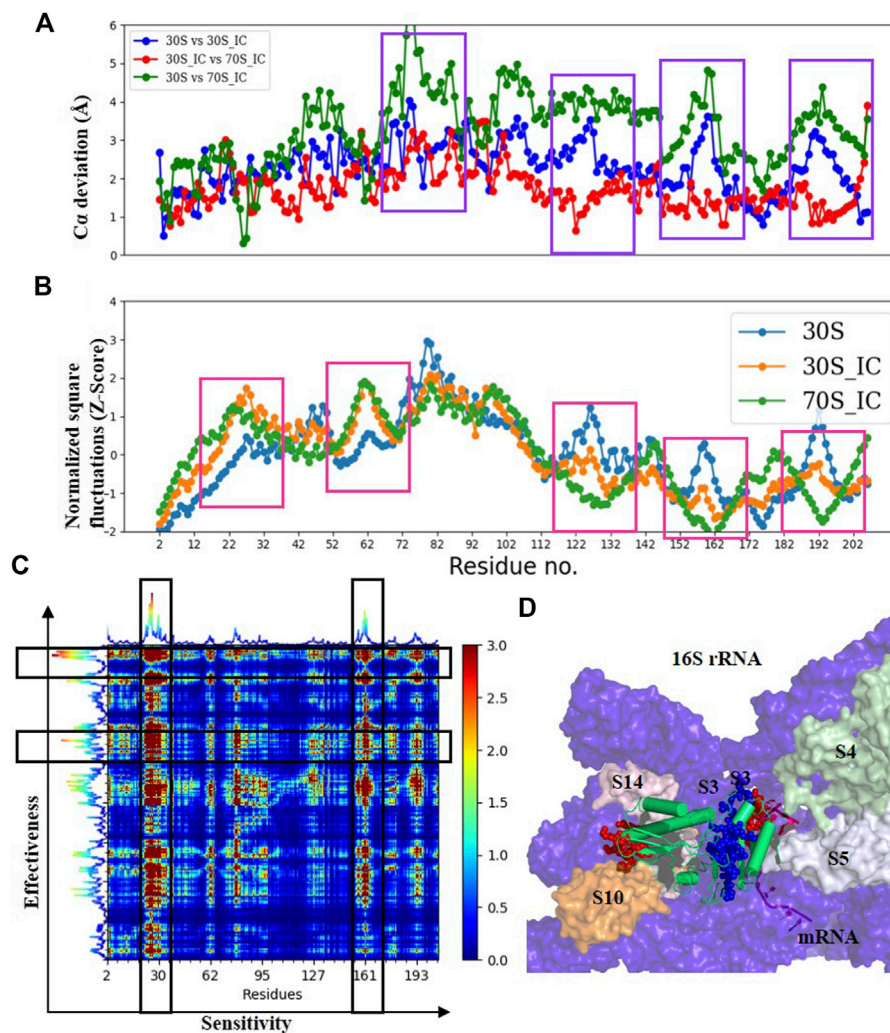 A
Cα deviation (Å)
6
5
4
3
2
1
0
30S vs 30S_IC
30S_IC vs 70S_IC
30S vs 70S_IC
B
Normalized square
fluctuations (Z-Score)
4
3
2
1
0
−1
−2
30S
30S_IC
70S_IC
2 12 22 32 42 52 62 72 82 92 102 112 122 132 142 152 162 172 182 192 202
Residue no.
C
Effectiveness
3.0
2.5
2.0
1.5
1.0
0.5
0.0
2 30 62 95 127 161 193
Residues
Sensitivity
D
16S rRNA
S4
S14 S3 S3
S5
S10
mRNA